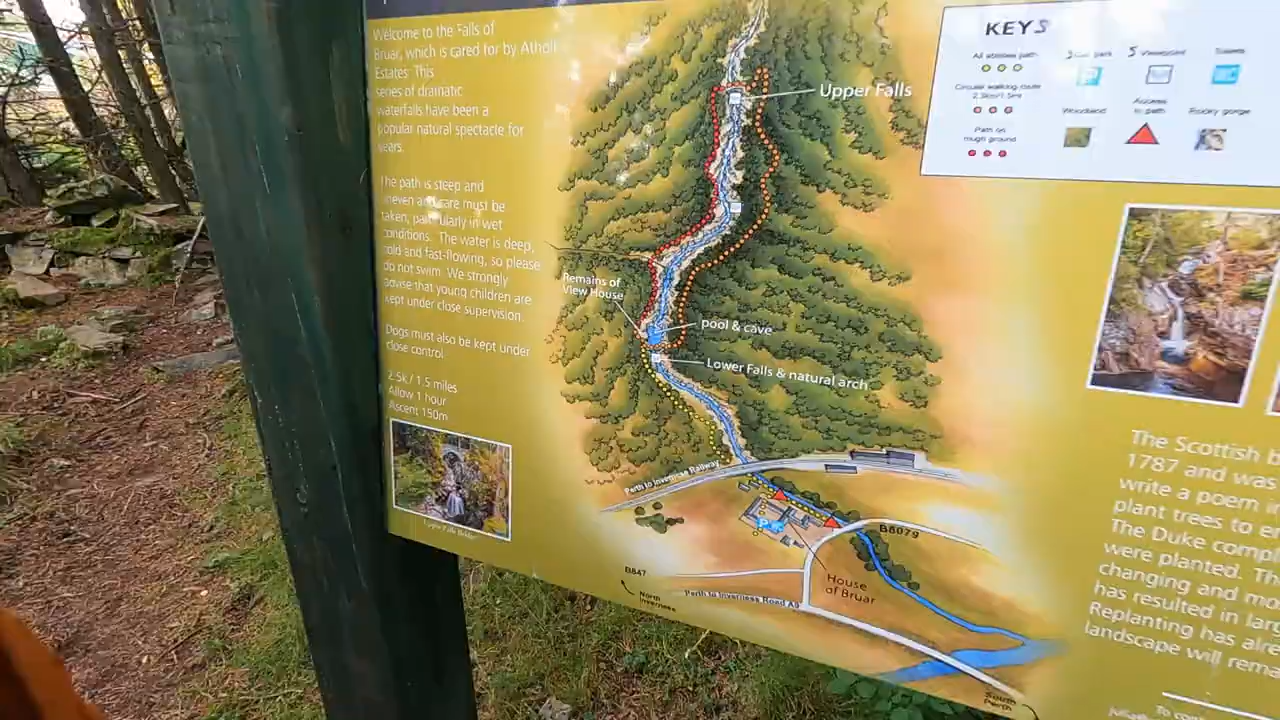 Welcome to the Falls of
Bruar, which is cared for by Atholl
Estates. This
series of dramatic
waterfalls have been a
popular natural spectacle for
years.
The path is steep and
uneven and care must be
taken, particularly in wet
conditions. The water is deep,
cold and fast-flowing, so please
do not swim. We strongly
advise that young children are
kept under close supervision.
Dogs must also be kept under
close control
2.5k / 1.5 miles
Allow 1 hour
Ascent 150m
Upper Falls
Remains of
View House
pool & cave
Lower Falls & natural arch
Perth to Inverness Railway
P
B8079
House
of Bruar
B847
North
Inverness
Perth to Inverness Road A9
South
Perth
KEYS
All abilities path
Car park
5 Viewpoint
Toilets
Circular walking route
2.3km/1.5mi
Path on
rough ground
Woodland
Access
to path
Rocky gorge
The Scottish b
1787 and was
write a poem i
plant trees to e
The Duke compl
were planted. Th
changing and mo
has resulted in lar
Replanting has alre
landscape will rema
To